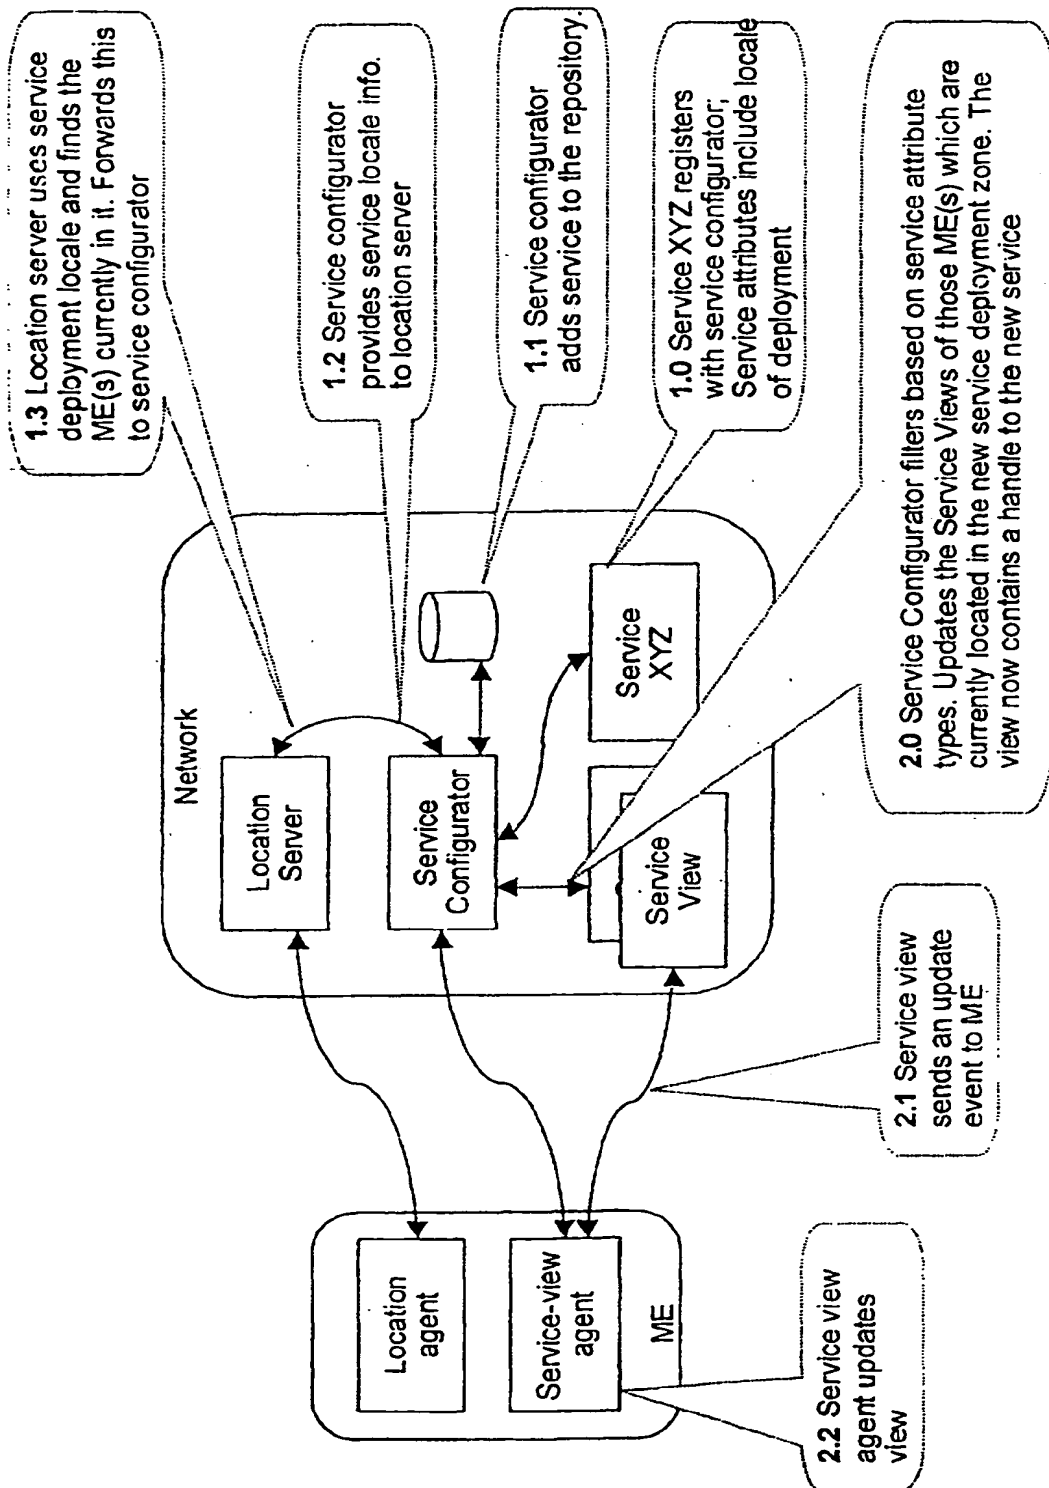 1.3 Location server uses service
deployment locale and finds the
ME(s) currently in it. Forwards this
to service configurator
1.2 Service configurator
provides service locale info.
to location server
1.1 Service configurator
adds service to the repository.
1.0 Service XYZ registers
with service configurator;
Service attributes include locale
of deployment
Network
Location
Server
Service
Configurator
Service
XYZ
Service
View
2.0 Service Configurator filters based on service attribute
types. Updates the Service Views of those ME(s) which are
currently located in the new service deployment zone. The
view now contains a handle to the new service
2.1 Service view
sends an update
event to ME
Location
agent
Service-view
agent
ME
2.2 Service view
agent updates
view